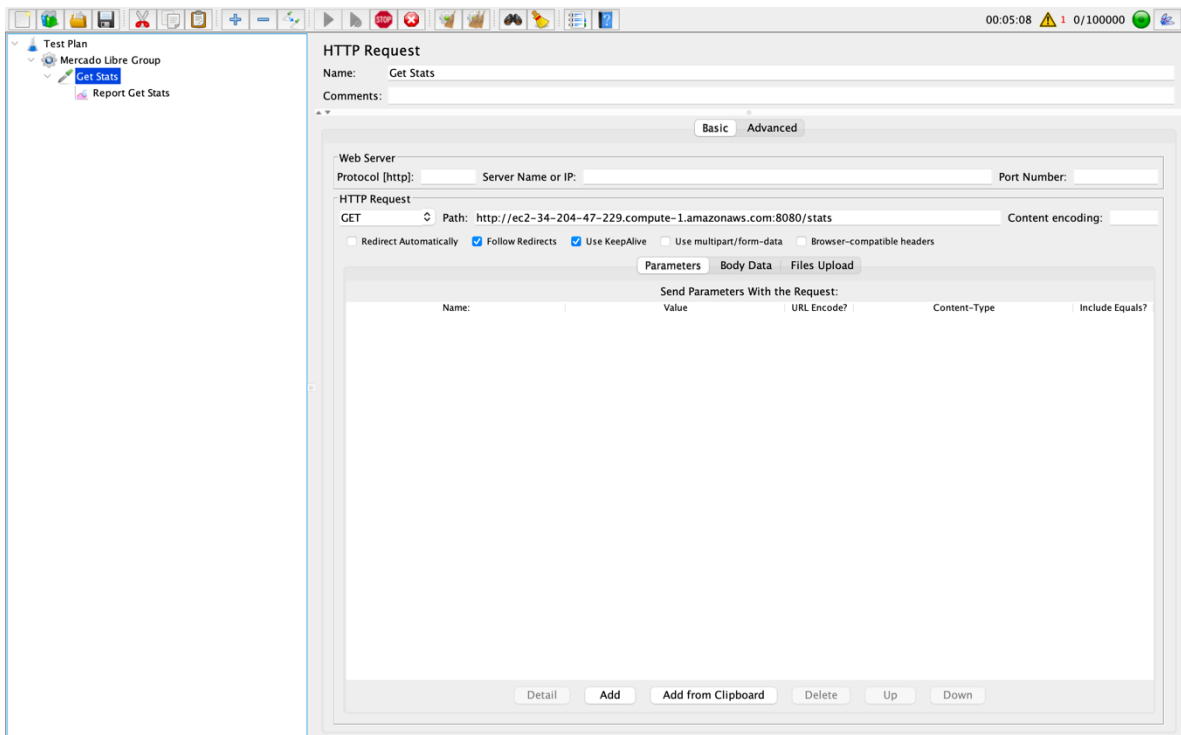 STOP
?
00:05:08 1 0/100000
Test Plan
Mercado Libre Group
Get Stats
Report Get Stats
HTTP Request
Name: Get Stats
Comments:
Basic Advanced
Web Server
Protocol [http]: Server Name or IP: Port Number:
HTTP Request
GET Path: http://ec2-34-204-47-229.compute-1.amazonaws.com:8080/stats Content encoding:
Redirect Automatically Follow Redirects Use KeepAlive Use multipart/form-data Browser-compatible headers
Parameters Body Data Files Upload
Send Parameters With the Request:
Name: Value URL Encode? Content-Type Include Equals?
Detail Add Add from Clipboard Delete Up Down